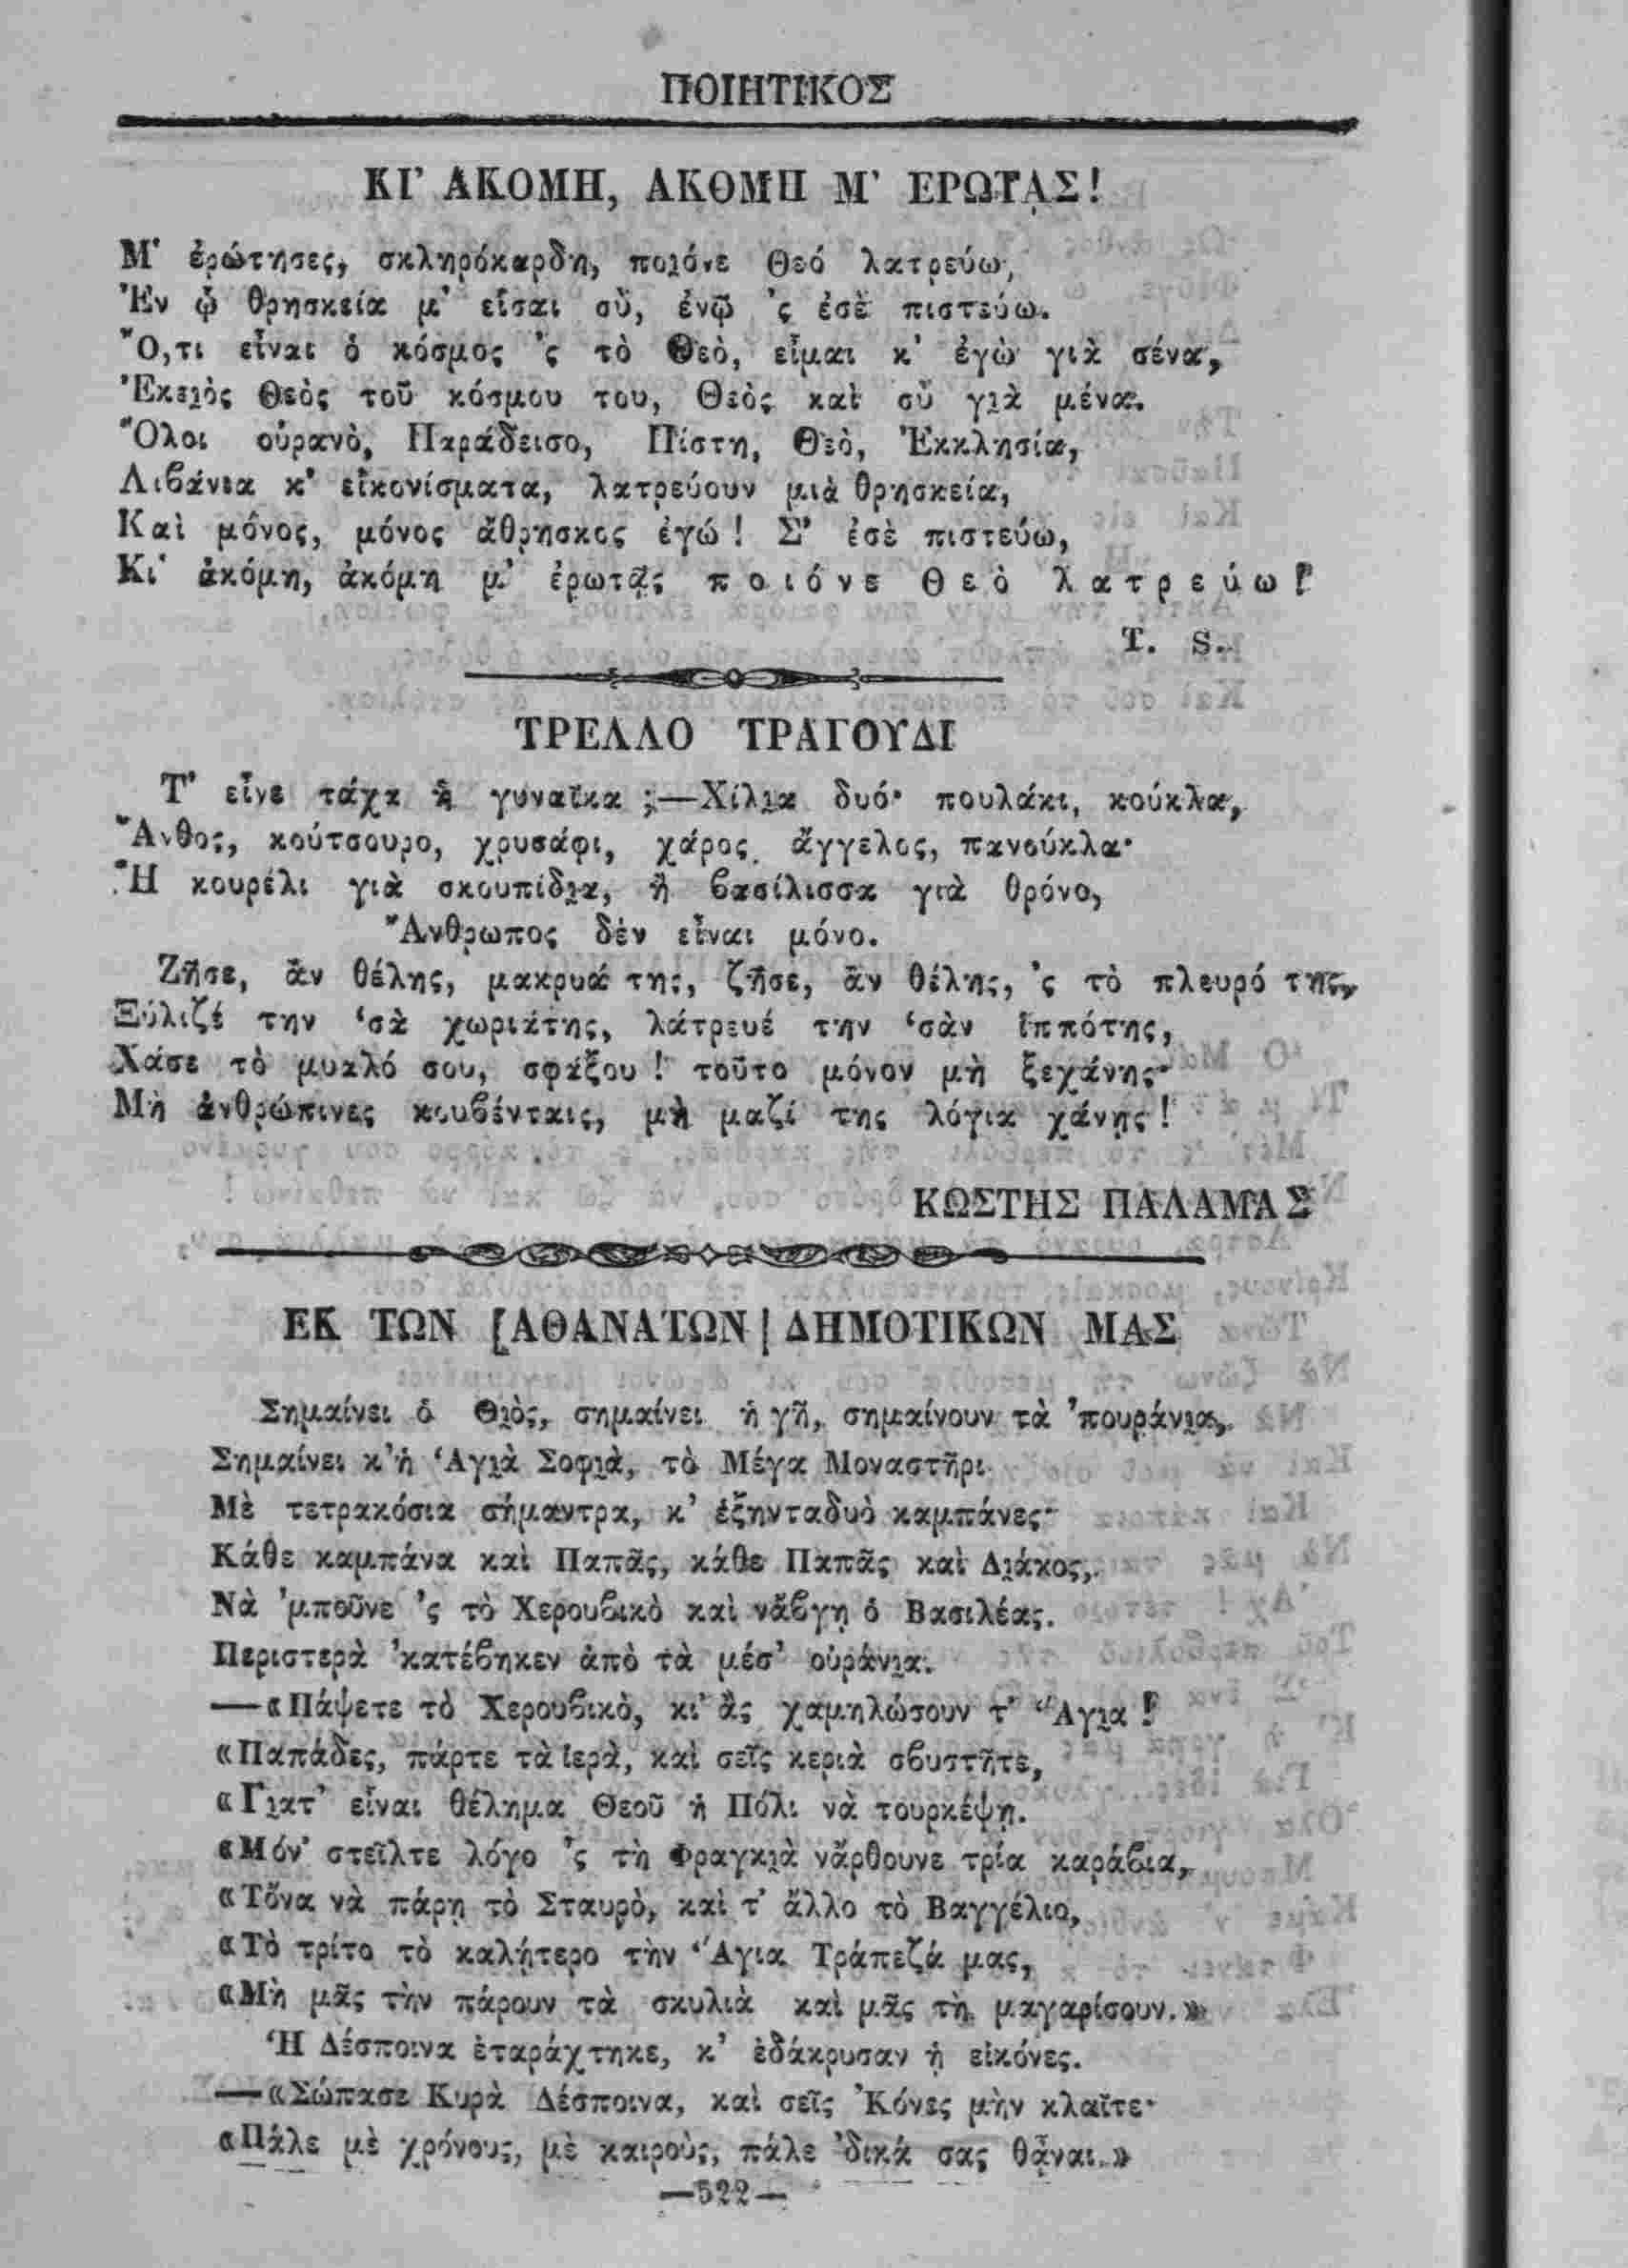 ΠΟΙΗΤΙΚΟΣ
ΚΙ' ΑΚΟΜΗ, ΑΚΟΜΗ Μ' ΕΡΩΤΑΣ!
Μ' ἐρώτησες, σκληρόκαρδη, ποιόνε Θεό λατρεύω,
Ἐν ᾧ θρησκεία μ' εἶσαι σὺ, ἐνῷ 'ς ἐσὲ πιστεύω.
Ὅ,τι εἶναι ὁ κόσμος 'ς τὸ Θεὸ, εἶμαι κ' ἐγὼ γιὰ σένα,
Ἐκειὸς Θεὸς τοῦ κόσμου του, Θεὸς καὶ σὺ γιὰ μένα.
Ὅλοι οὐρανὸ, Παράδεισο, Πίστη, Θεὸ, Ἐκκλησία,
Λιβάνια κ' εἰκονίσματα, λατρεύουν μιὰ θρησκεία,
Καὶ μόνος, μόνος ἄθρησκος ἐγώ! Σ' ἐσὲ πιστεύω,
Κι' ἀκόμη, ἀκόμη μ' ἐρωτᾷς ποιόνε Θεὸ λατρεύω!
Τ. S.
ΤΡΕΛΛΟ ΤΡΑΓΟΥΔΙ
Τ' εἶνε τάχα ἡ γυναῖκα ;—Χίλια δυό· πουλάκι, κούκλα,
Ἄνθος, κούτσουρο, χρυσάφι, χάρος, ἄγγελος, πανούκλα·
Ἢ κουρέλι γιὰ σκουπίδια, ἢ βασίλισσα γιὰ θρόνο,
Ἄνθρωπος δὲν εἶναι μόνο.
Ζῆσε, ἂν θέλῃς, μακρυά της, ζῆσε, ἂν θέλῃς, 'ς τὸ πλευρό της,
Ξύλιζέ την 'σὰ χωριάτης, λάτρευέ την 'σὰν ἱππότης,
Χάσε τὸ μυαλό σου, σφάξου! τοῦτο μόνον μὴ ξεχάνῃς·
Μὴ ἀνθρώπινες κουβένταις, μὴ μαζί της λόγια χάνῃς!
ΚΩΣΤΗΣ ΠΑΛΑΜΑΣ
ΕΚ ΤΩΝ [ΑΘΑΝΑΤΩΝ] ΔΗΜΟΤΙΚΩΝ ΜΑΣ
Σημαίνει ὁ Θιὸς, σημαίνει ἡ γῆ, σημαίνουν τὰ 'πουράνια,
Σημαίνει κ' ἡ Ἁγιὰ Σοφιὰ, τὸ Μέγα Μοναστῆρι
Μὲ τετρακόσια σήμαντρα, κ' ἑξηνταδυὸ καμπάνες·
Κάθε καμπάνα καὶ Παπᾶς, κάθε Παπᾶς καὶ Διάκος,
Νὰ 'μποῦνε 'ς τὸ Χερουβικὸ καὶ νἄβγῃ ὁ Βασιλέας.
Περιστερὰ 'κατέβηκεν ἀπὸ τὰ μέσ' οὐράνια.
—«Πάψετε τὸ Χερουβικὸ, κι' ἂς χαμηλώσουν τ' Ἅγια!
«Παπάδες, πάρτε τὰ ἱερὰ, καὶ σεῖς κεριὰ σβυστῆτε,
«Γιατ' εἶναι θέλημα Θεοῦ ἡ Πόλι νὰ τουρκέψῃ.
«Μόν' στεῖλτε λόγο 'ς τὴ Φραγκιὰ νἄρθουνε τρία καράβια,
«Τὄνα νὰ πάρῃ τὸ Σταυρὸ, καὶ τ' ἄλλο τὸ Βαγγέλιο,
«Τὸ τρίτο τὸ καλήτερο τὴν Ἅγια Τράπεζά μας,
«Μὴ μᾶς τὴν πάρουν τὰ σκυλιὰ καὶ μᾶς τὴ μαγαρίσουν.»
Ἡ Δέσποινα ἐταράχτηκε, κ' ἐδάκρυσαν ἡ εἰκόνες.
—«Σώπασε Κυρὰ Δέσποινα, καὶ σεῖς Κόνες μὴν κλαῖτε·
«Πάλε μὲ χρόνους, μὲ καιροὺς, πάλε 'δικά σας θἆναι.»
—522—